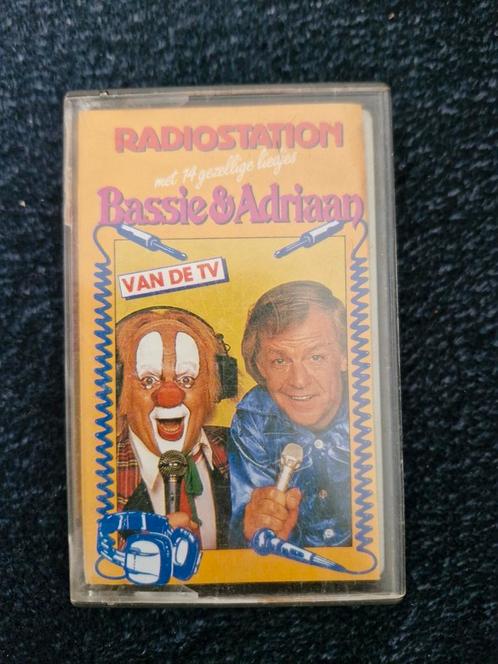 RADIOSTATION
met 14 gezellige liedjes
Bassie & Adriaan
VAN DE TV